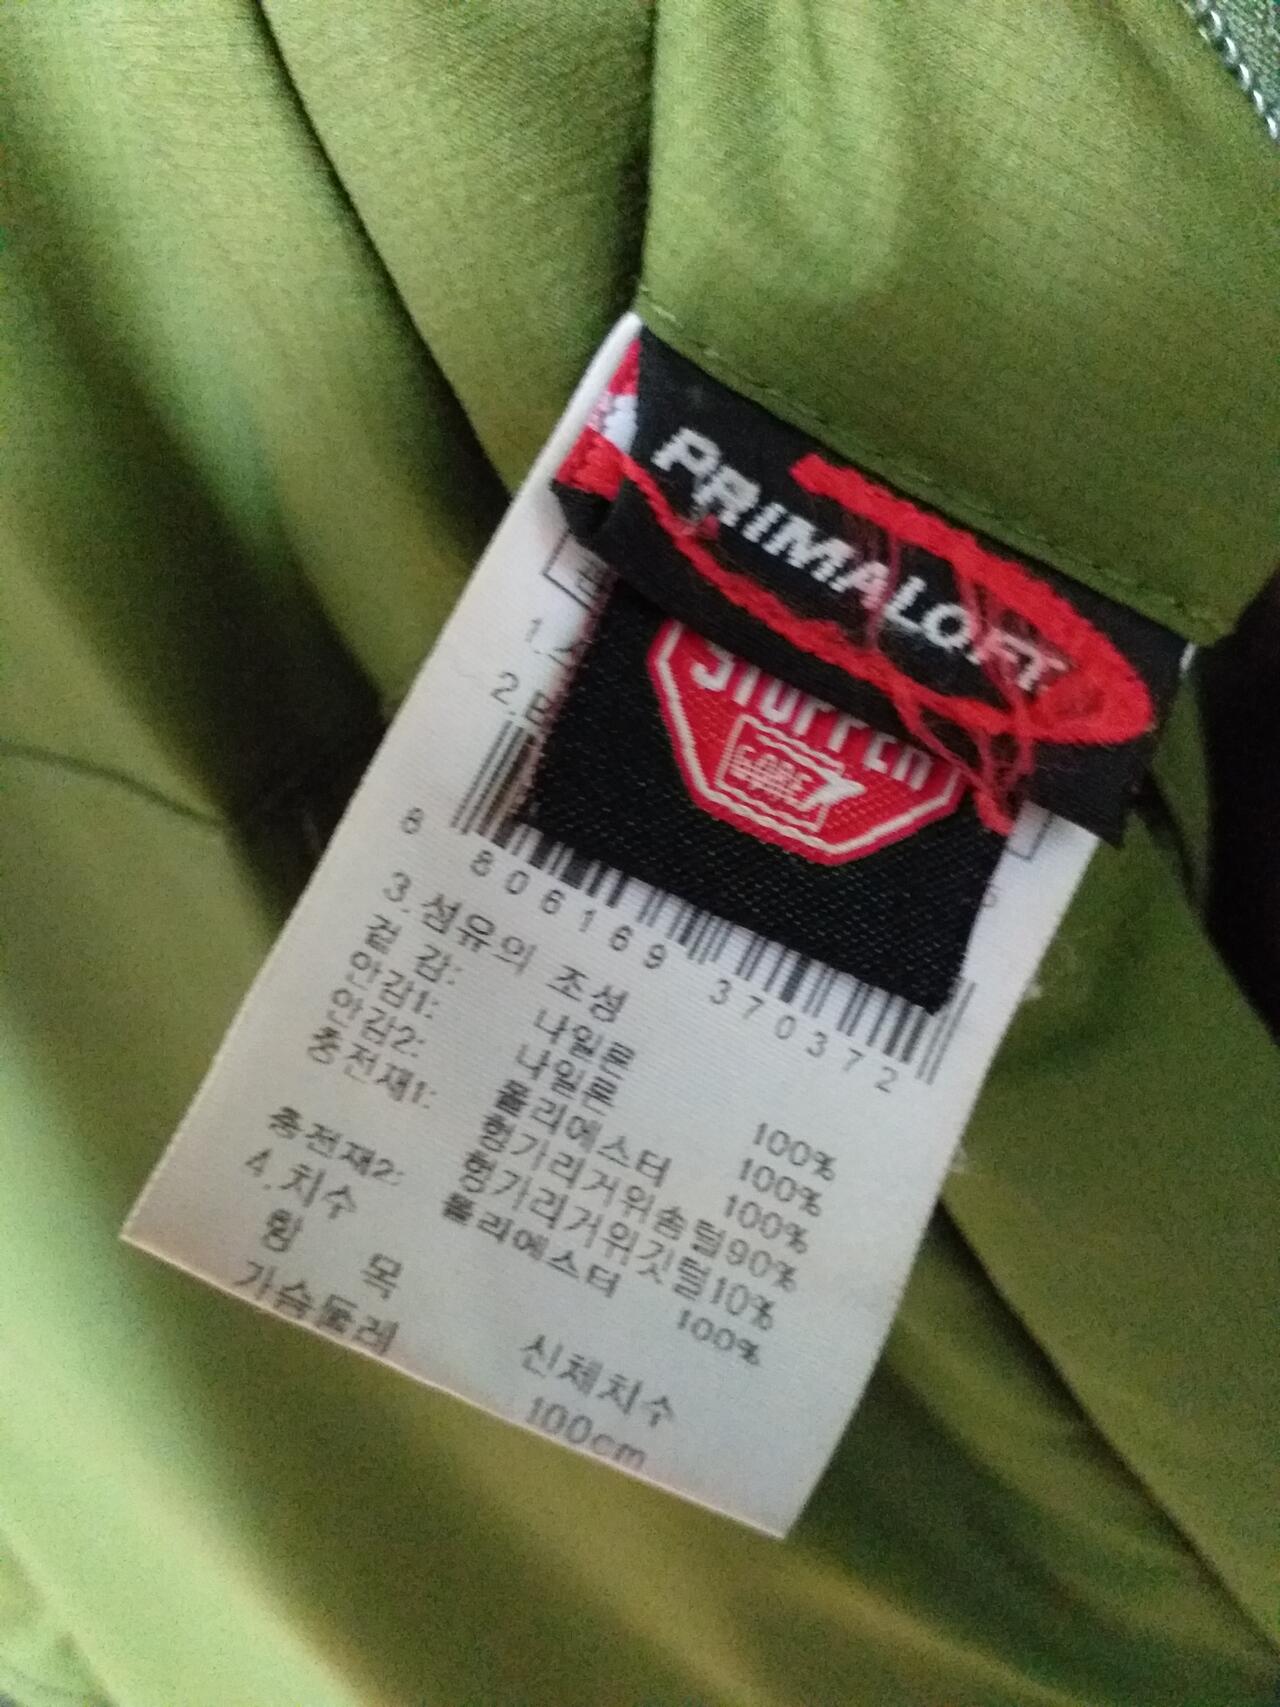 PRIMALOFT
STOPPER
GORE
1.
2.
8 806169 370372
3.섬유의 조성
겉 감: 나일론 100%
안감1: 나일론 100%
안감2: 폴리에스터 100%
충전재1: 헝가리거위솜털90%
헝가리거위깃털10%
충전재2: 폴리에스터 100%
4.치수
항 목 신체치수
가슴둘레 100cm